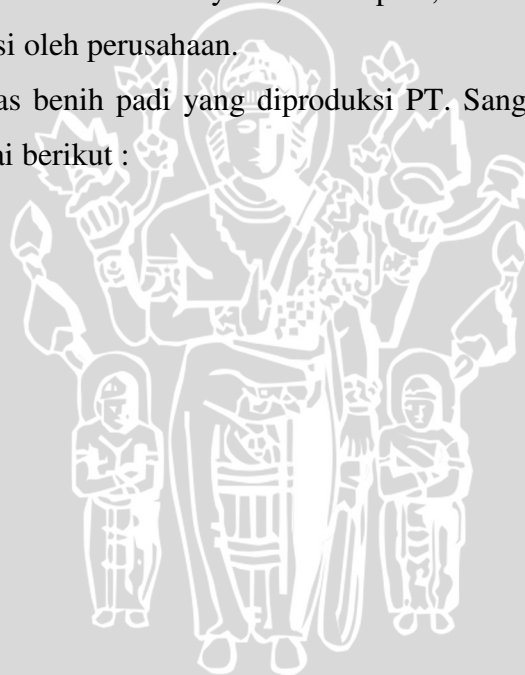 si oleh perusahaan.
as benih padi yang diproduksi PT. Sang
ai berikut :